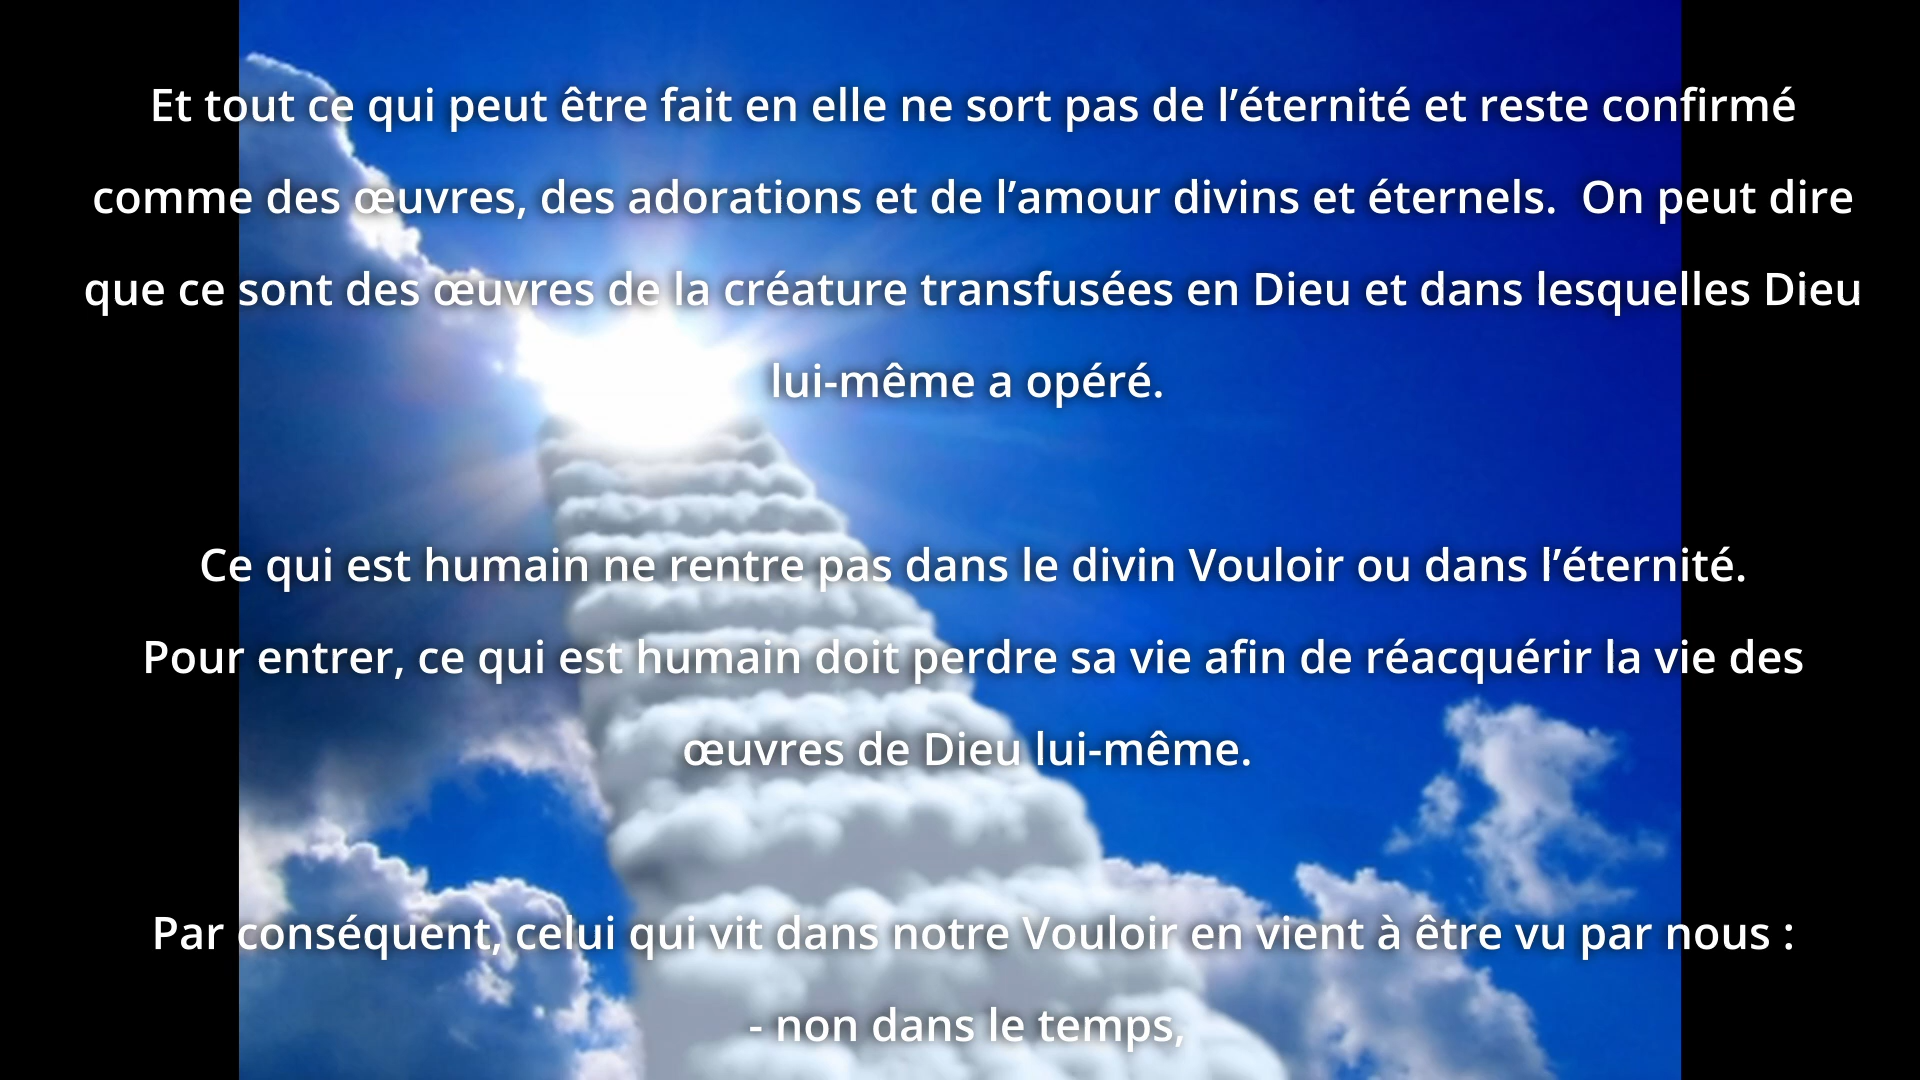 Et tout ce qui peut être fait en elle ne sort pas de l’éternité et reste confirmé
comme des œuvres, des adorations et de l’amour divins et éternels.  On peut dire
que ce sont des œuvres de la créature transfusées en Dieu et dans lesquelles Dieu
lui-même a opéré.
Ce qui est humain ne rentre pas dans le divin Vouloir ou dans l’éternité.
Pour entrer, ce qui est humain doit perdre sa vie afin de réacquérir la vie des
œuvres de Dieu lui-même.
Par conséquent, celui qui vit dans notre Vouloir en vient à être vu par nous :
- non dans le temps,